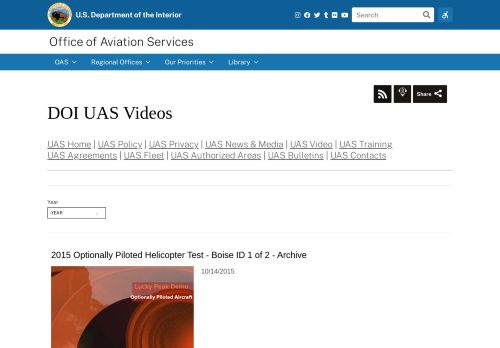 U.S. Department of the Interior
Search
Office of Aviation Services
OAS Regional Offices Our Priorities Library
Share
DOI UAS Videos
UAS Home | UAS Policy | UAS Privacy | UAS News & Media | UAS Video | UAS Training
UAS Agreements | UAS Fleet | UAS Authorized Areas | UAS Bulletins | UAS Contacts
Year
-YEAR
2015 Optionally Piloted Helicopter Test - Boise ID 1 of 2 - Archive
10/14/2015
Lucky Peak Demo
Optionally Piloted Aircraft